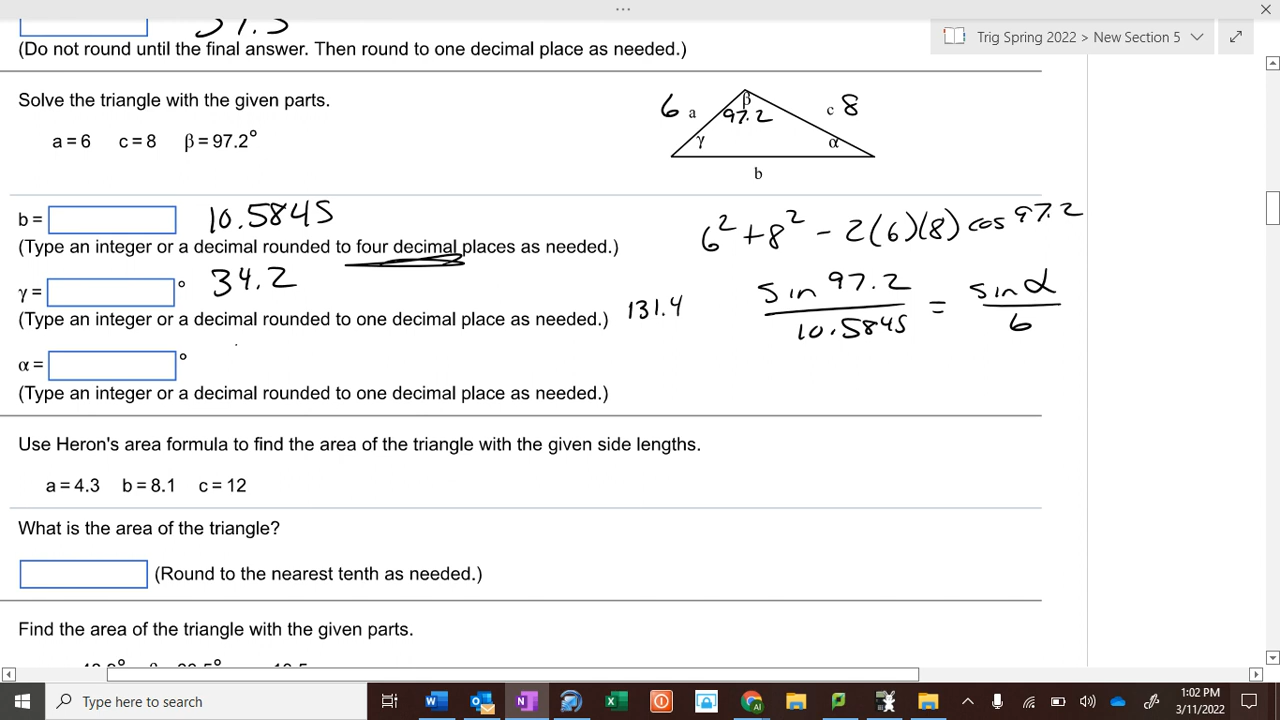 Trig Spring 2022 > New Section 5
(Do not round until the final answer. Then round to one decimal place as needed.)
Solve the triangle with the given parts.
a = 6 c = 8 β = 97.2°
6 a β c 8
97.2
γ α
b
b = 10.5845
(Type an integer or a decimal rounded to four decimal places as needed.)
6² + 8² - 2(6)(8) cos 97.2
γ = ° 34.2
(Type an integer or a decimal rounded to one decimal place as needed.)
131.4
sin 97.2 / 10.5845 = sin α / 6
α = °
(Type an integer or a decimal rounded to one decimal place as needed.)
Use Heron's area formula to find the area of the triangle with the given side lengths.
a = 4.3 b = 8.1 c = 12
What is the area of the triangle?
(Round to the nearest tenth as needed.)
Find the area of the triangle with the given parts.
Type here to search
1:02 PM
3/11/2022